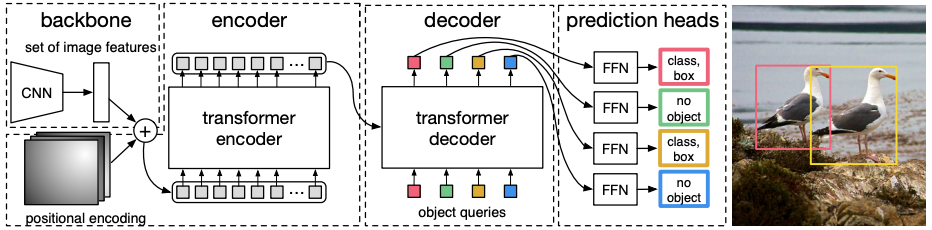 backbone
set of image features
CNN
+
positional encoding
encoder
...
transformer
encoder
...
decoder
transformer
decoder
object queries
prediction heads
FFN
class,
box
FFN
no
object
FFN
class,
box
FFN
no
object